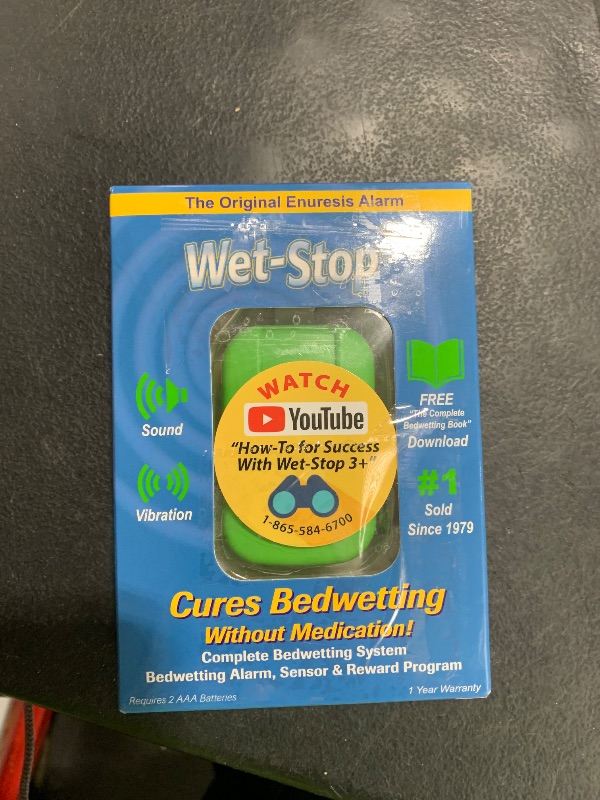 The Original Enuresis Alarm
Wet-Stop
WATCH
YouTube
"How-To for Success
With Wet-Stop 3+"
1-865-584-6700
Sound
Vibration
FREE
"The Complete
Bedwetting Book"
Download
#1
Sold
Since 1979
Cures Bedwetting
Without Medication!
Complete Bedwetting System
Bedwetting Alarm, Sensor & Reward Program
Requires 2 AAA Batteries
1 Year Warranty